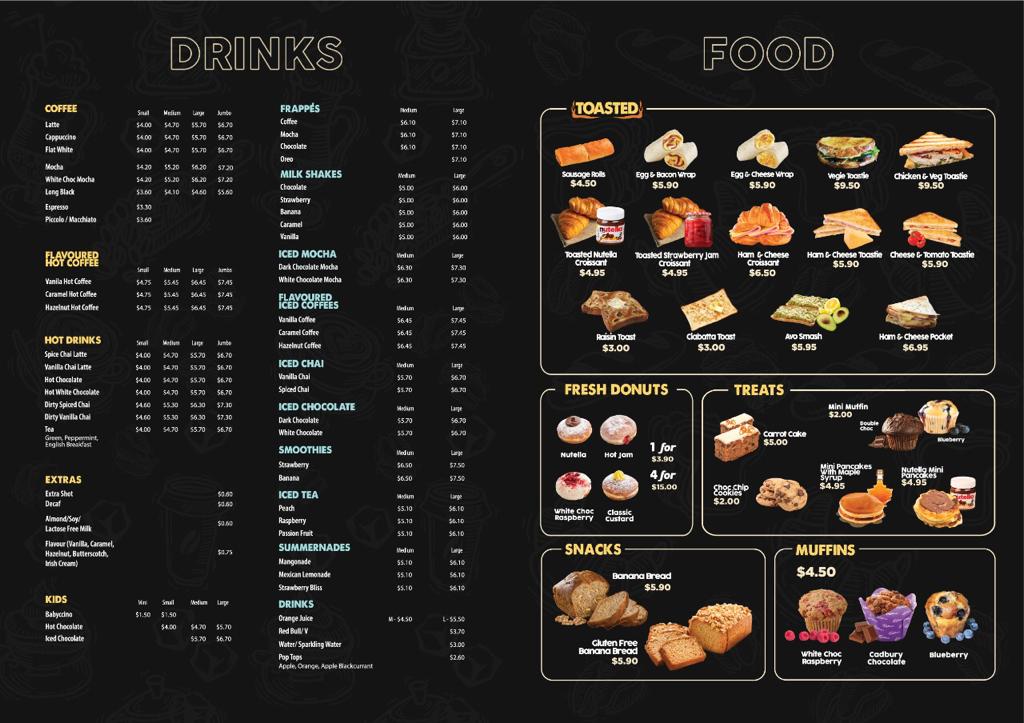 DRINKS
COFFEE Small Medium Large Jumbo
Latte $4.00 $4.70 $5.70 $6.70
Cappuccino $4.00 $4.70 $5.70 $6.70
Flat White $4.00 $4.70 $5.70 $6.70
Mocha $4.20 $5.20 $6.20 $7.20
White Choc Mocha $4.20 $5.20 $6.20 $7.20
Long Black $3.60 $4.10 $4.60 $5.60
Espresso $3.30
Piccolo / Macchiato $3.60
FLAVOURED
HOT COFFEE Small Medium Large Jumbo
Vanila Hot Coffee $4.75 $5.45 $6.45 $7.45
Caramel Hot Coffee $4.75 $5.45 $6.45 $7.45
Hazelnut Hot Coffee $4.75 $5.45 $6.45 $7.45
HOT DRINKS Small Medium Large Jumbo
Spice Chai Latte $4.00 $4.70 $5.70 $6.70
Vanilla Chai Latte $4.00 $4.70 $5.70 $6.70
Hot Chocolate $4.00 $4.70 $5.70 $6.70
Hot White Chocolate $4.00 $4.70 $5.70 $6.70
Dirty Spiced Chai $4.60 $5.30 $6.30 $7.30
Dirty Vanilla Chai $4.60 $5.30 $6.30 $7.30
Tea $4.00 $4.70 $5.70 $6.70
Green, Peppermint,
English Breakfast
EXTRAS
Extra Shot $0.60
Decaf $0.60
Almond/Soy/
Lactose Free Milk $0.60
Flavour (Vanilla, Caramel,
Hazelnut, Butterscotch, $0.75
Irish Cream)
KIDS Mini Small Medium Large
Babyccino $1.50 $1.50
Hot Chocolate $4.00 $4.70 $5.70
Iced Chocolate $5.70 $6.70
FRAPPÉS Medium Large
Coffee $6.10 $7.10
Mocha $6.10 $7.10
Chocolate $6.10 $7.10
Oreo $7.10
MILK SHAKES Medium Large
Chocolate $5.00 $6.00
Strawberry $5.00 $6.00
Banana $5.00 $6.00
Caramel $5.00 $6.00
Vanilla $5.00 $6.00
ICED MOCHA Medium Large
Dark Chocolate Mocha $6.30 $7.30
White Chocolate Mocha $6.30 $7.30
FLAVOURED
ICED COFFEES Medium Large
Vanilla Coffee $6.45 $7.45
Caramel Coffee $6.45 $7.45
Hazelnut Coffee $6.45 $7.45
ICED CHAI Medium Large
Vanilla Chai $5.70 $6.70
Spiced Chai $5.70 $6.70
ICED CHOCOLATE Medium Large
Dark Chocolate $5.70 $6.70
White Chocolate $5.70 $6.70
SMOOTHIES Medium Large
Strawberry $6.50 $7.50
Banana $6.50 $7.50
ICED TEA Medium Large
Peach $5.10 $6.10
Raspberry $5.10 $6.10
Passion Fruit $5.10 $6.10
SUMMERNADES Medium Large
Mangonade $5.10 $6.10
Mexican Lemonade $5.10 $6.10
Strawberry Bliss $5.10 $6.10
DRINKS
Orange Juice M - $4.50 L - $5.50
Red Bull/ V $3.70
Water/ Sparkling Water $3.00
Pop Tops $2.60
Apple, Orange, Apple Blackcurrant
FOOD
TOASTED
Sausage Rolls
$4.50
Egg & Bacon Wrap
$5.90
Egg & Cheese Wrap
$5.90
Vegie Toastie
$9.50
Chicken & Veg Toastie
$9.50
nutella
Toasted Nutella
Croissant
$4.95
Toasted Strawberry Jam
Croissant
$4.95
Ham & Cheese
Croissant
$6.50
Ham & Cheese Toastie
$5.90
Cheese & Tomato Toastie
$5.90
Raisin Toast
$3.00
Ciabatta Toast
$3.00
Avo Smash
$5.95
Ham & Cheese Pocket
$6.95
FRESH DONUTS
Nutella
Hot Jam
White Choc
Raspberry
Classic
Custard
1 for
$3.90
4 for
$15.00
TREATS
Carrot Cake
$5.00
Mini Muffin
$2.00
Double
Choc
Blueberry
Choc Chip
Cookies
$2.00
Mini Pancakes
With Maple
Syrup
$4.95
Nutella Mini
Pancakes
$4.95
nutella
SNACKS
Banana Bread
$5.90
Gluten Free
Banana Bread
$5.90
MUFFINS
$4.50
White Choc
Raspberry
Cadbury
Chocolate
Blueberry